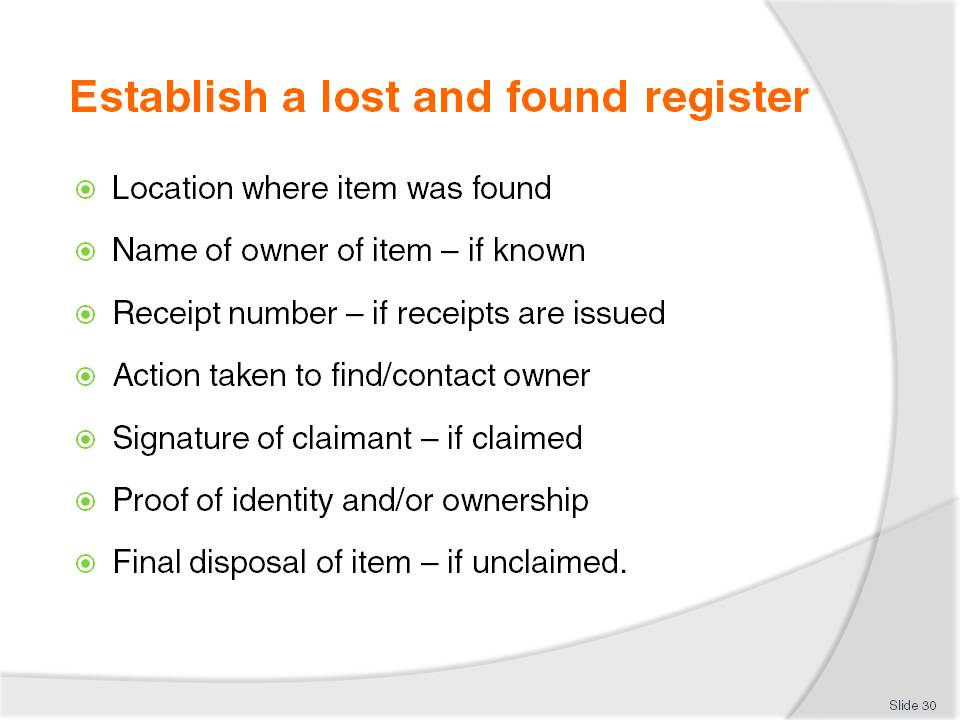 Establish a lost and found register
Location where item was found
Name of owner of item – if known
Receipt number – if receipts are issued
Action taken to find/contact owner
Signature of claimant – if claimed
Proof of identity and/or ownership
Final disposal of item – if unclaimed.
Slide 30